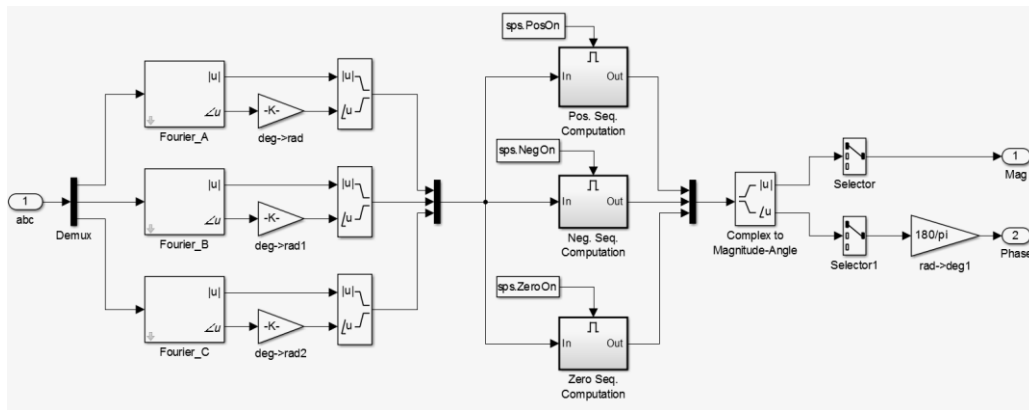 1
abc
Demux
|u|
∠u
Fourier_A
-K-
deg->rad
|u|
∠u
|u|
∠u
Fourier_B
-K-
deg->rad1
|u|
∠u
|u|
∠u
Fourier_C
-K-
deg->rad2
|u|
∠u
sps.PosOn
In
Out
Pos. Seq.
Computation
sps.NegOn
In
Out
Neg. Seq.
Computation
sps.ZeroOn
In
Out
Zero Seq.
Computation
|u|
∠u
Complex to
Magnitude-Angle
Selector
1
Mag
Selector1
180/pi
rad->deg1
2
Phase